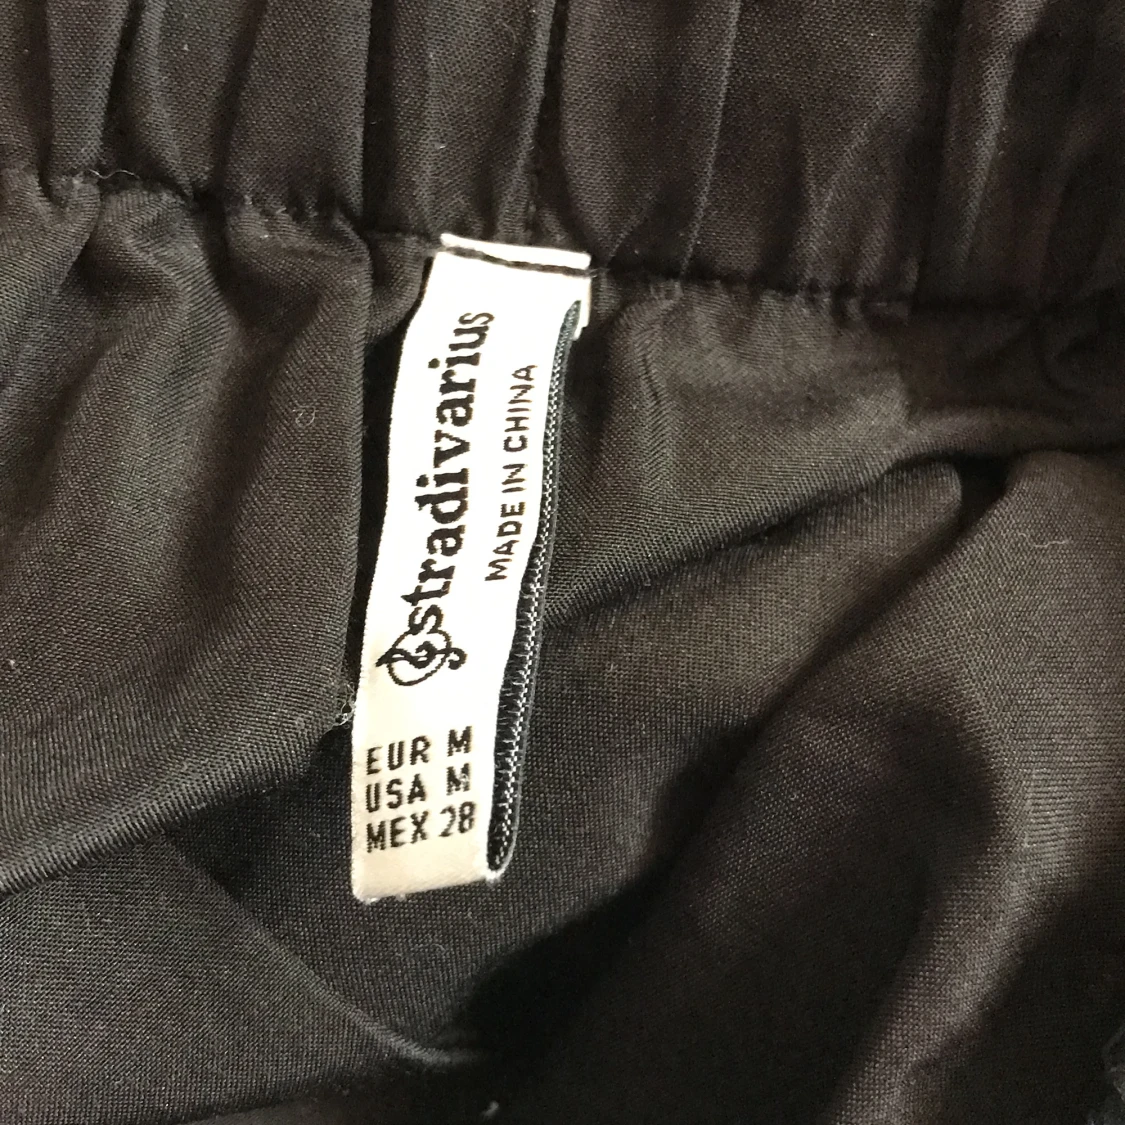 stradivarius
MADE IN CHINA
EUR M
USA M
MEX 28